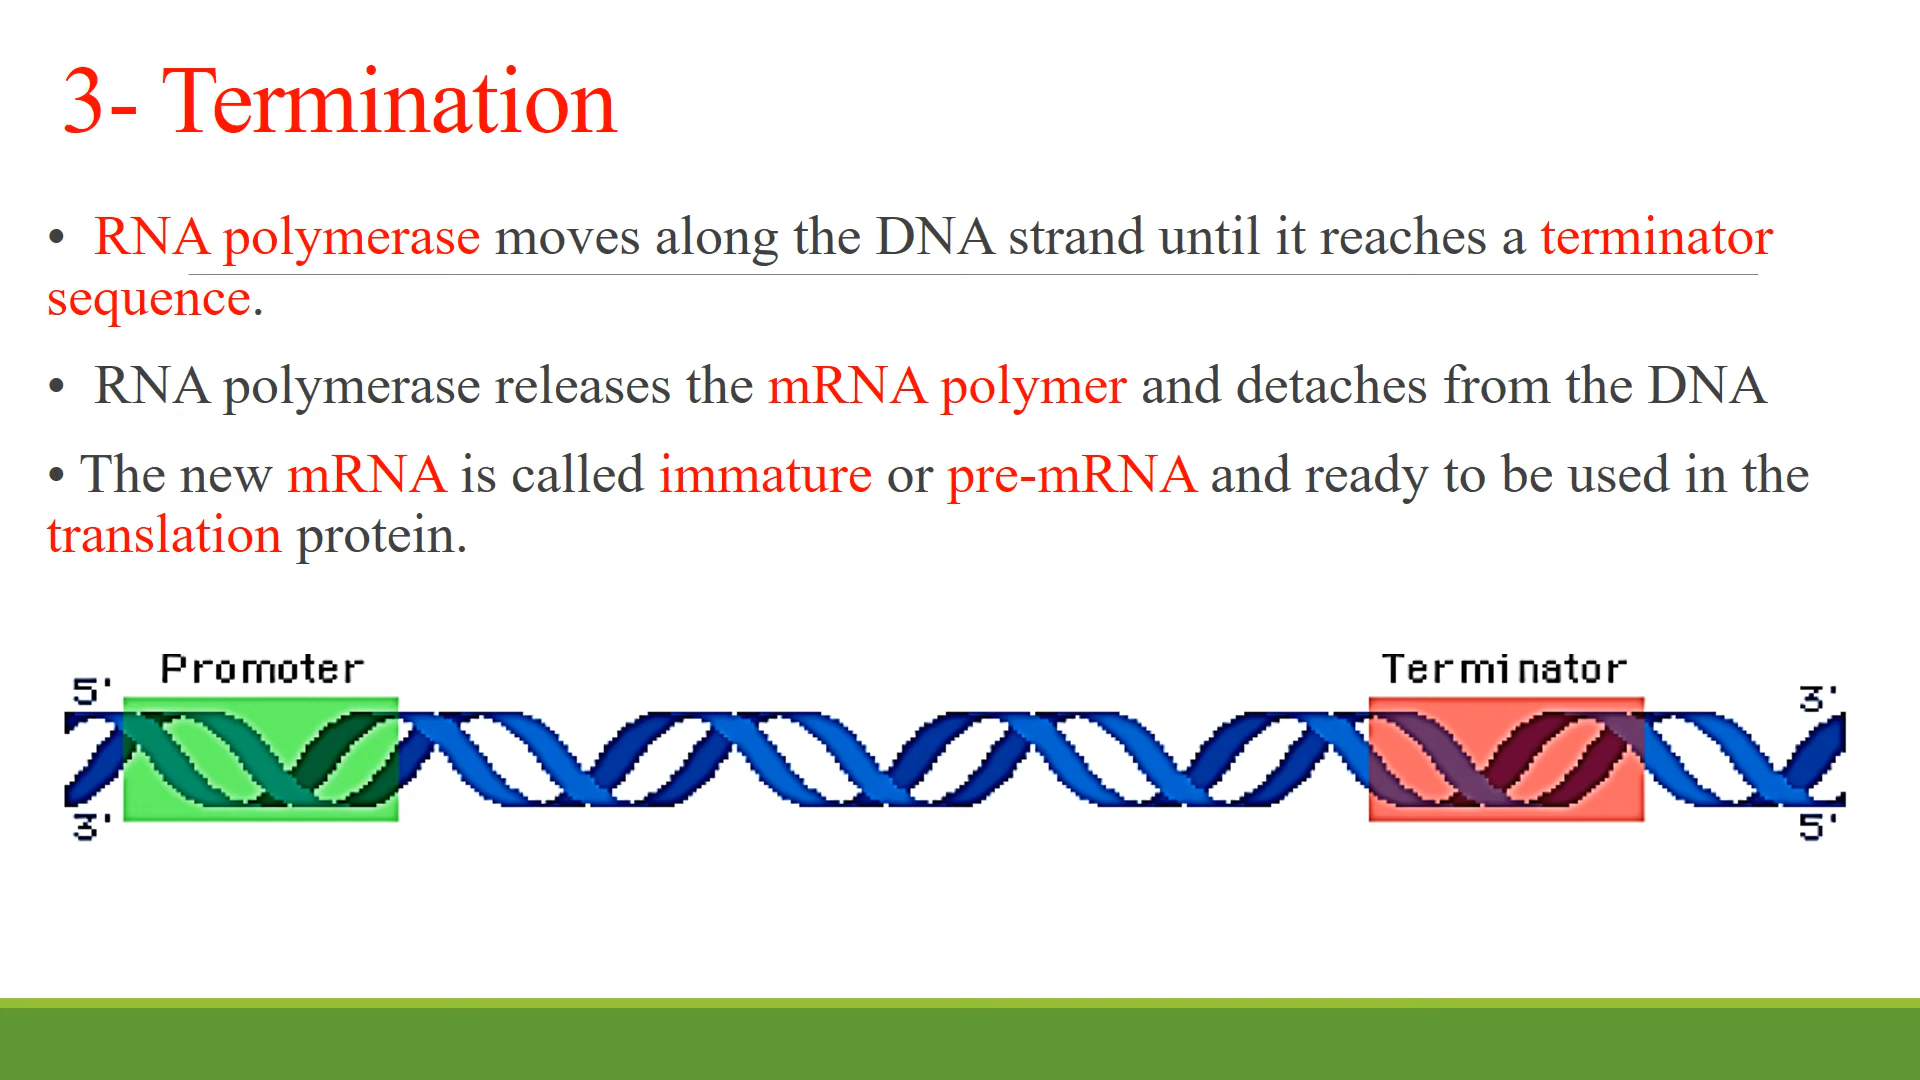 3- Termination
• RNA polymerase moves along the DNA strand until it reaches a terminator
sequence.
• RNA polymerase releases the mRNA polymer and detaches from the DNA
• The new mRNA is called immature or pre-mRNA and ready to be used in the
translation protein.
Promoter
Terminator
5'
3'
3'
5'